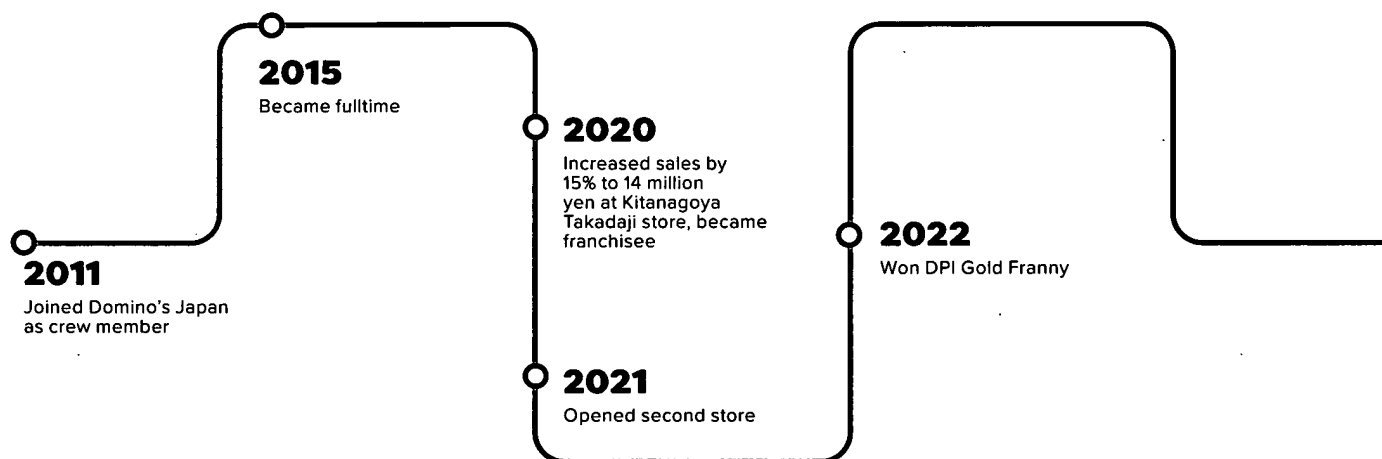 2011
Joined Domino's Japan
as crew member
2015
Became fulltime
2020
Increased sales by
15% to 14 million
yen at Kitanagoya
Takadaji store, became
franchisee
2021
Opened second store
2022
Won DPI Gold Franny